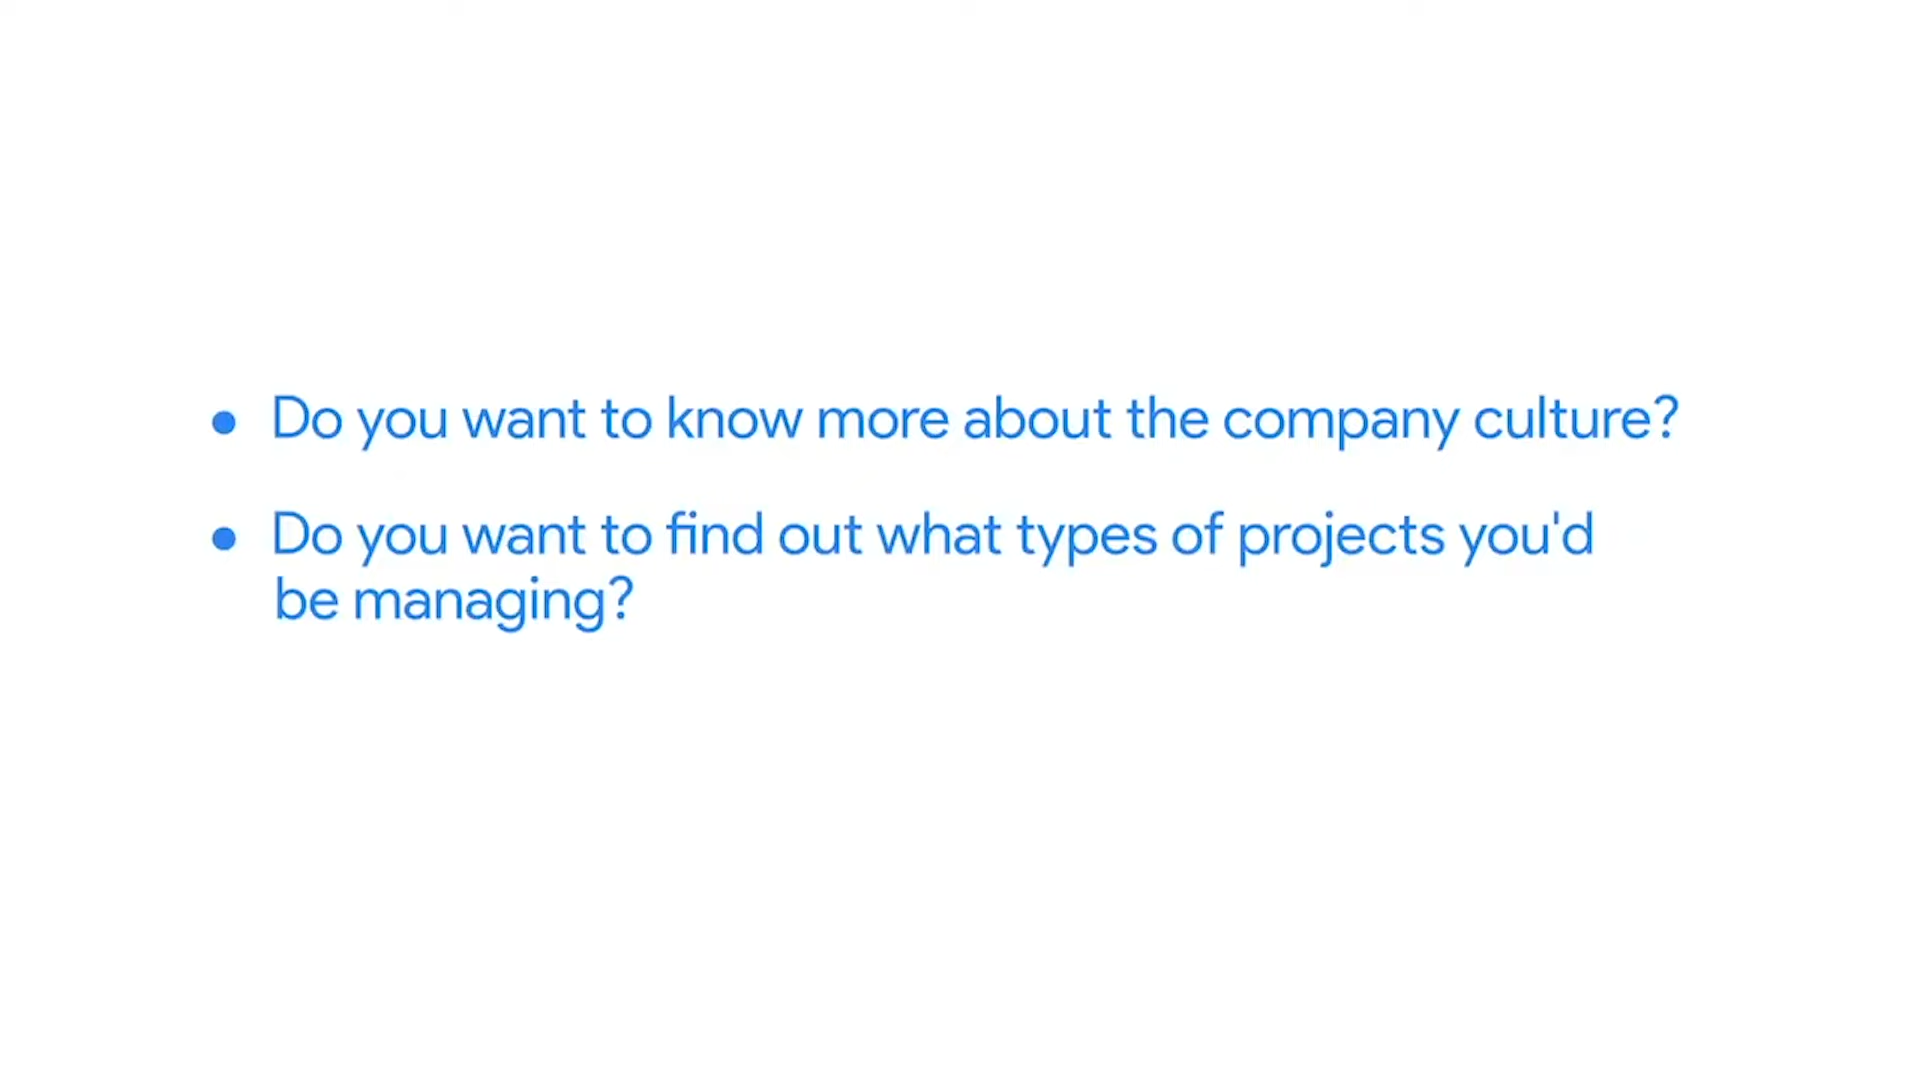 • Do you want to know more about the company culture?
• Do you want to find out what types of projects you'd
be managing?